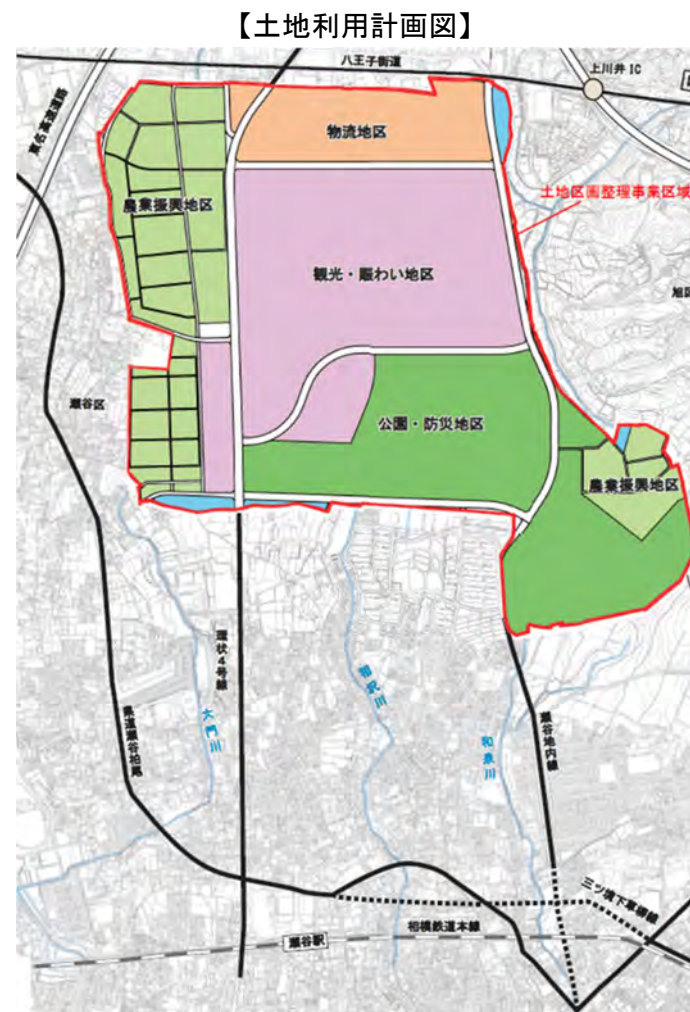 【土地利用計画図】
八王子街道
上川井IC
東名高速道路
物流地区
土地区画整理事業区域
農業振興地区
観光・賑わい地区
旭区
瀬谷区
公園・防災地区
農業振興地区
環状4号線
相沢川
大門川
和泉川
瀬谷地内線
県道瀬谷柏尾
三ツ境下草柳線
相模鉄道本線
瀬谷駅